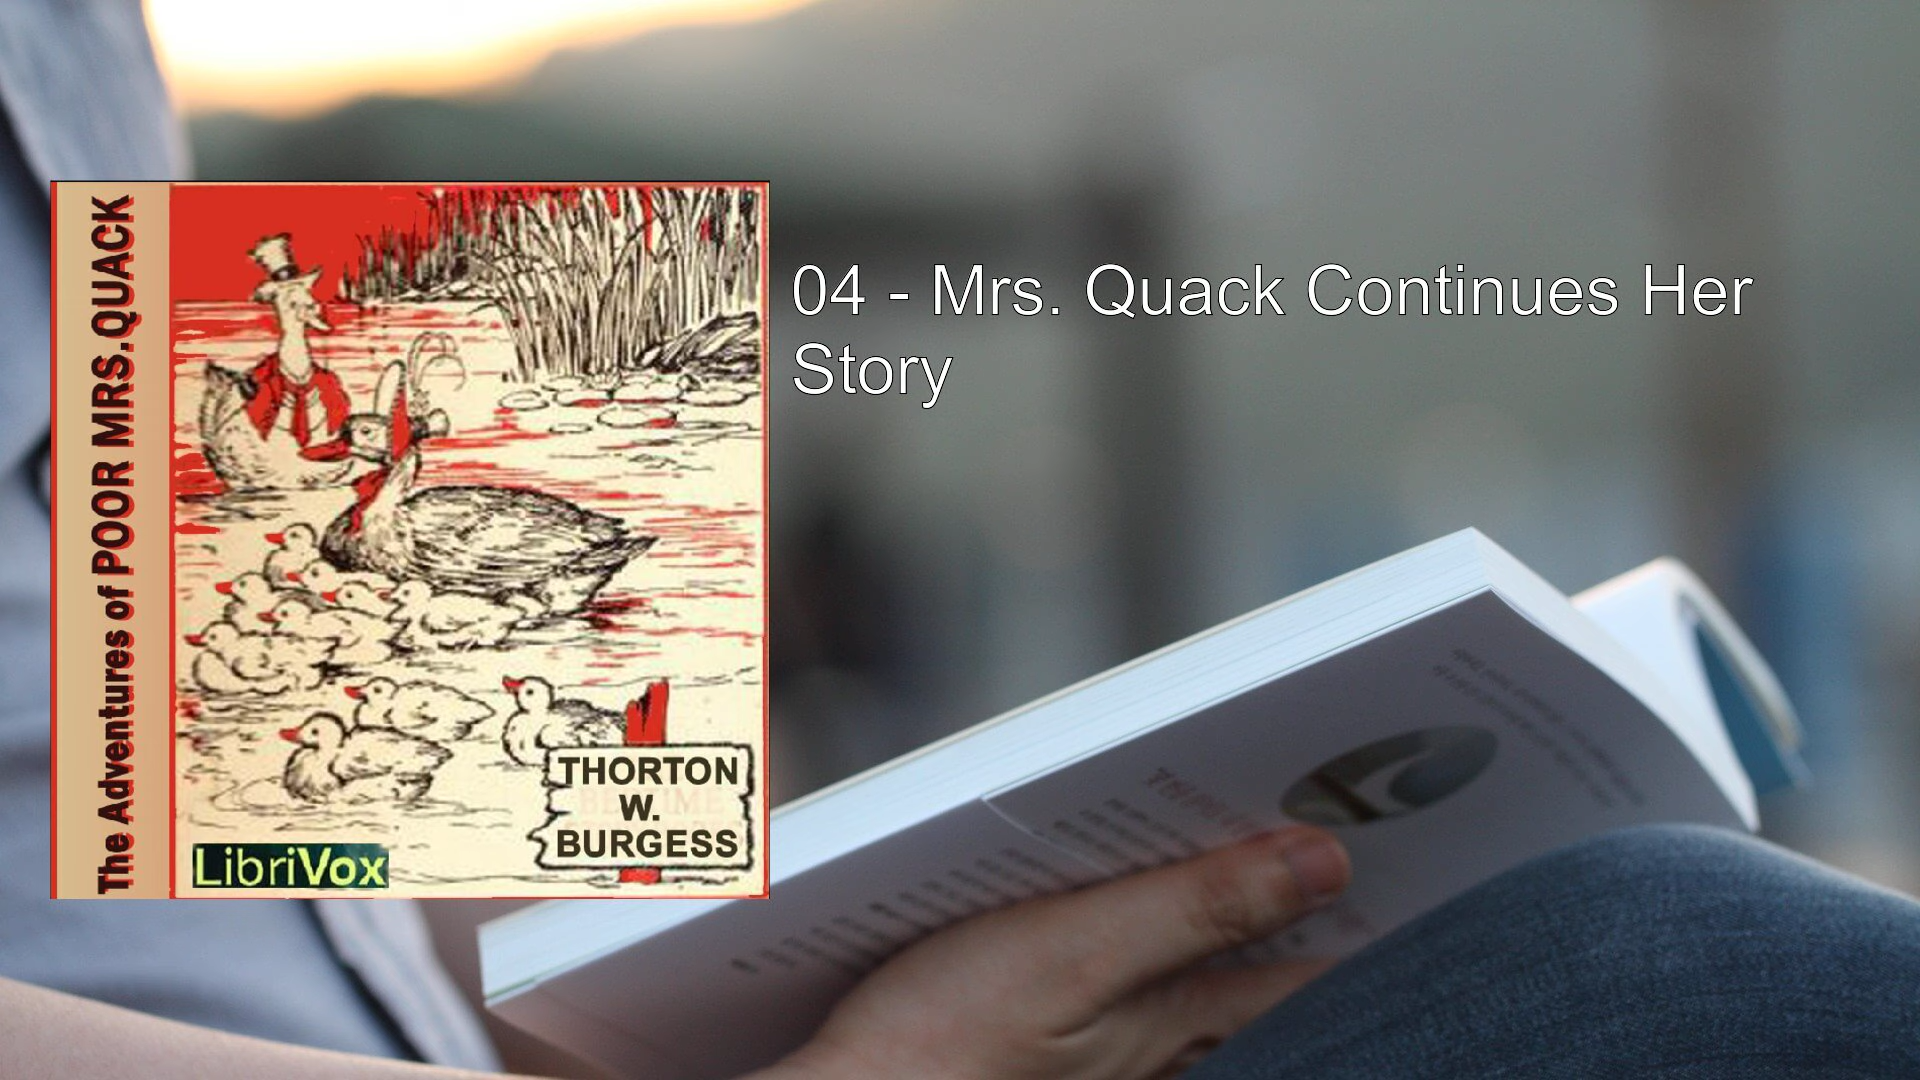 The Adventures of POOR MRS.QUACK
THORTON
W.
BURGESS
LibriVox
04 - Mrs. Quack Continues Her
Story